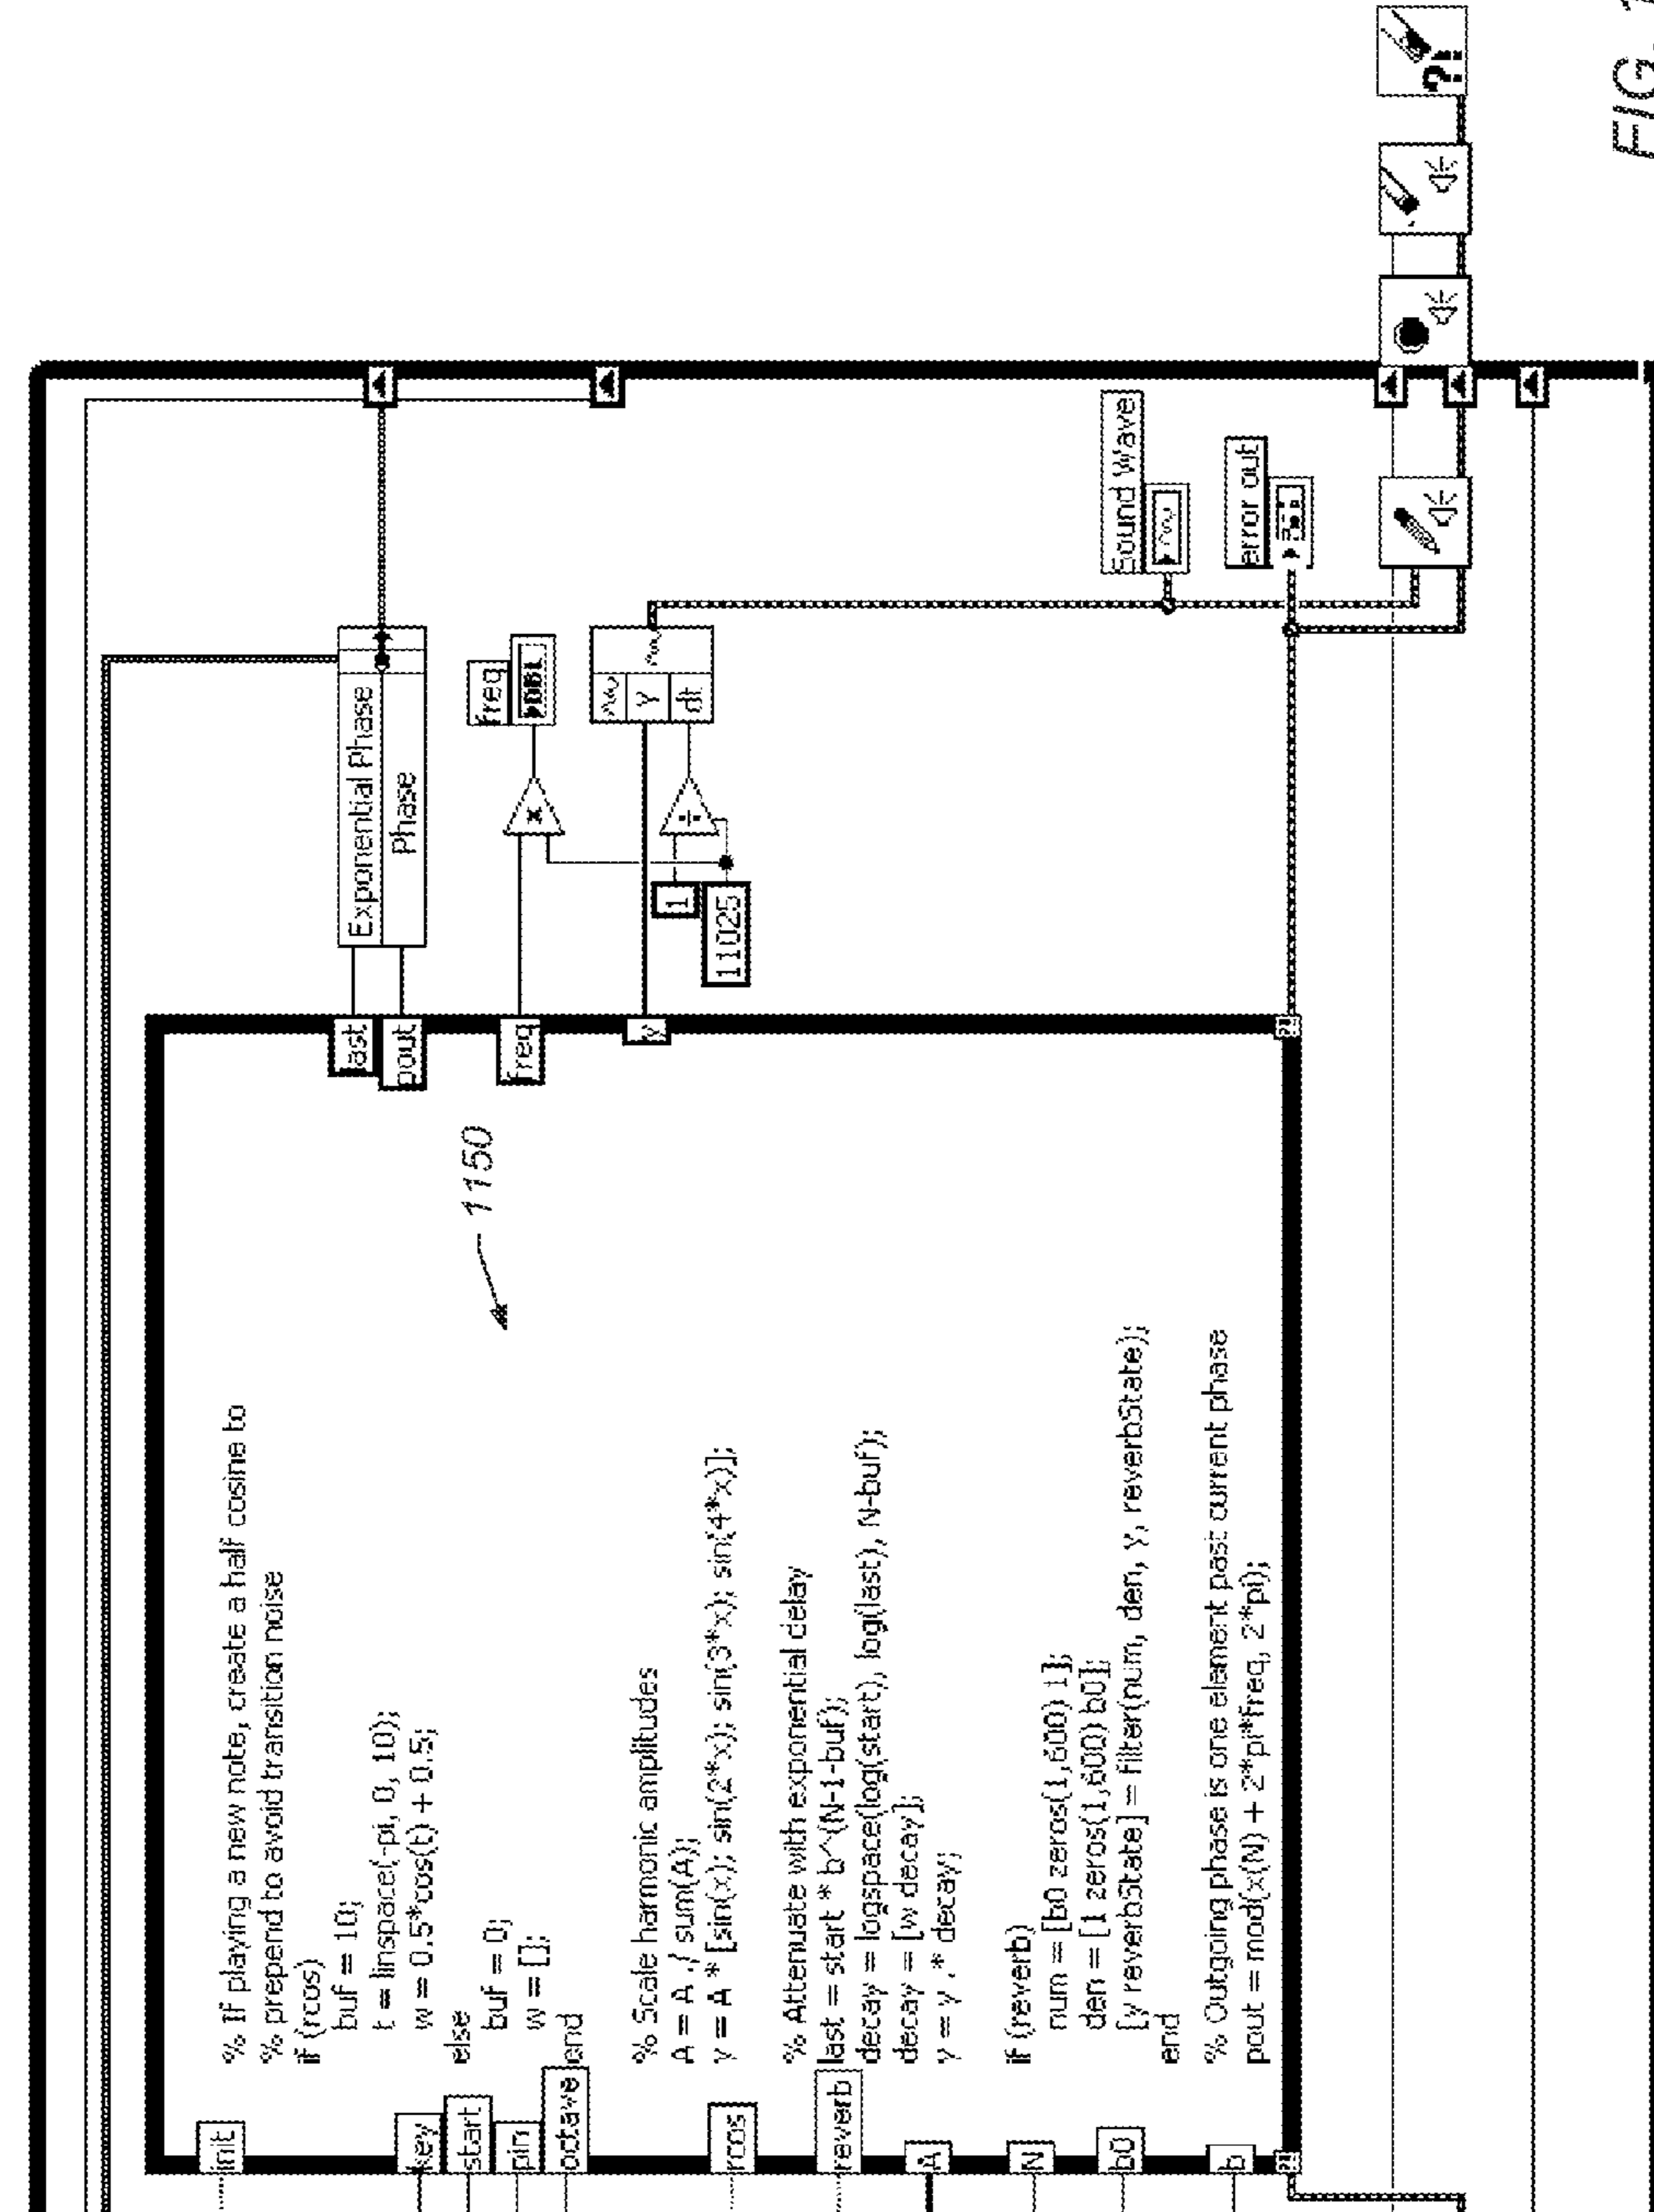 init
key
start
pin
octave
rcos
reverb
A
N
b0
b
% If playing a new note, create a half cosine to
% prepend to avoid transition noise
if (rcos)
buf = 10;
t = linspace(-pi, 0, 10);
w = 0.5*cos(t) + 0.5;
else
buf = 0;
w = [];
end
% Scale harmonic amplitudes
A = A ./ sum(A);
y = A * [sin(x); sin(2*x); sin(3*x); sin(4*x)];
% Attenuate with exponential delay
last = start * b^(N-1-buf);
decay = logspace(log(start), log(last), N-buf);
decay = [w decay];
y = y .* decay;
if (reverb)
num = [b0 zeros(1,600) 1];
den = [1 zeros(1,600) b0];
[y reverbState] = filter(num, den, y, reverbState);
end
% Outgoing phase is one element past current phase
pout = mod(x(N) + 2*pi*freq, 2*pi);
1150
last
pout
freq
y
Exponential Phase
Phase
freq
DBL
1
11025
Y
dt
Sound Wave
error out
?!
FIG.